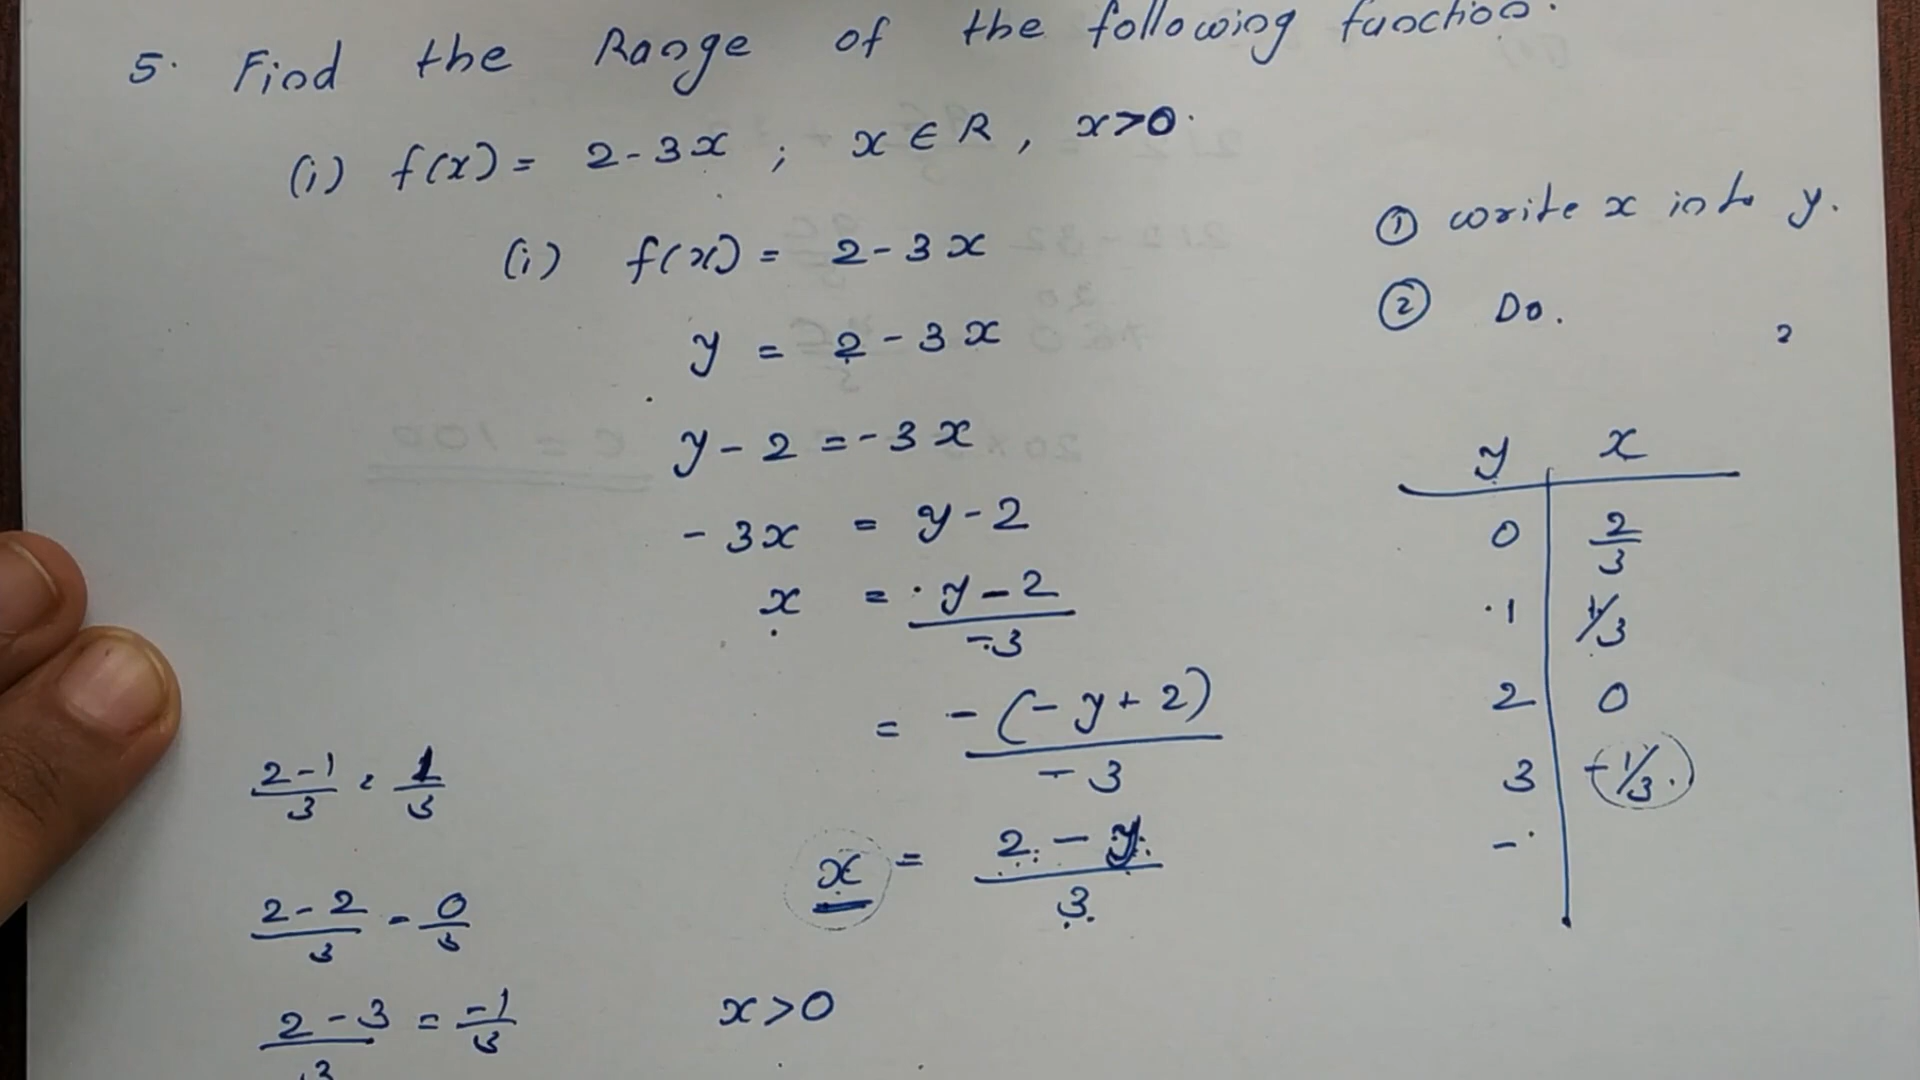 5. Find the Range of the following function.
(i) f(x) = 2-3x ; x ∈ R , x>0.
(i) f(x) = 2-3x
y = 2-3x
y-2 = -3x
-3x = y-2
x = y-2 / -3
= -(-y+2) / -3
x = 2-y / 3
x>0
① write x into y.
② Do.
y | x
0 | 2/3
1 | 1/3
2 | 0
3 | -1/3
2-1 / 3 = 1/3
2-2 / 3 - 0/3
2-3 / 3 = -1/3